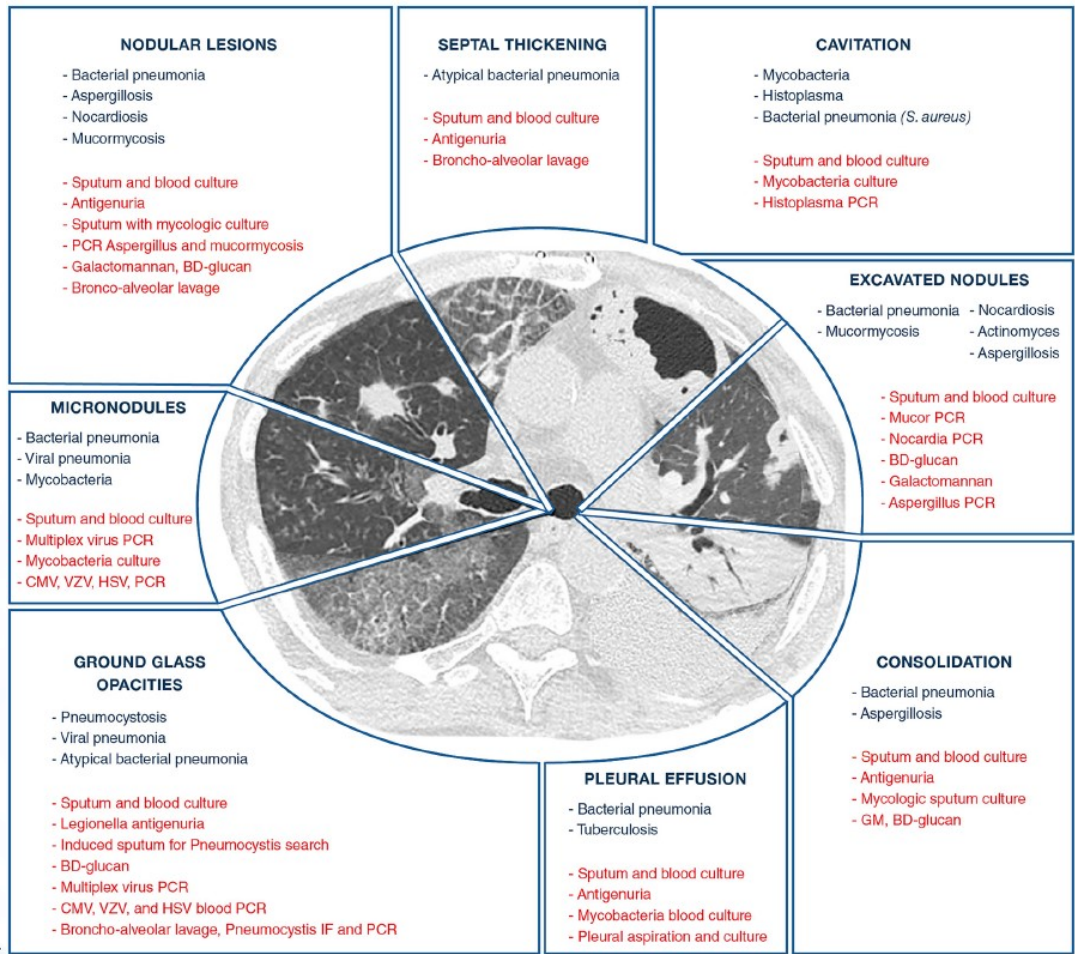 NODULAR LESIONS
- Bacterial pneumonia
- Aspergillosis
- Nocardiosis
- Mucormycosis
- Sputum and blood culture
- Antigenuria
- Sputum with mycologic culture
- PCR Aspergillus and mucormycosis
- Galactomannan, BD-glucan
- Bronco-alveolar lavage
SEPTAL THICKENING
- Atypical bacterial pneumonia
- Sputum and blood culture
- Antigenuria
- Broncho-alveolar lavage
CAVITATION
- Mycobacteria
- Histoplasma
- Bacterial pneumonia (S. aureus)
- Sputum and blood culture
- Mycobacteria culture
- Histoplasma PCR
EXCAVATED NODULES
- Bacterial pneumonia - Nocardiosis
- Mucormycosis - Actinomyces
- Aspergillosis
- Sputum and blood culture
- Mucor PCR
- Nocardia PCR
- BD-glucan
- Galactomannan
- Aspergillus PCR
MICRONODULES
- Bacterial pneumonia
- Viral pneumonia
- Mycobacteria
- Sputum and blood culture
- Multiplex virus PCR
- Mycobacteria culture
- CMV, VZV, HSV, PCR
GROUND GLASS
OPACITIES
- Pneumocystosis
- Viral pneumonia
- Atypical bacterial pneumonia
- Sputum and blood culture
- Legionella antigenuria
- Induced sputum for Pneumocystis search
- BD-glucan
- Multiplex virus PCR
- CMV, VZV, and HSV blood PCR
- Broncho-alveolar lavage, Pneumocystis IF and PCR
PLEURAL EFFUSION
- Bacterial pneumonia
- Tuberculosis
- Sputum and blood culture
- Antigenuria
- Mycobacteria blood culture
- Pleural aspiration and culture
CONSOLIDATION
- Bacterial pneumonia
- Aspergillosis
- Sputum and blood culture
- Antigenuria
- Mycologic sputum culture
- GM, BD-glucan